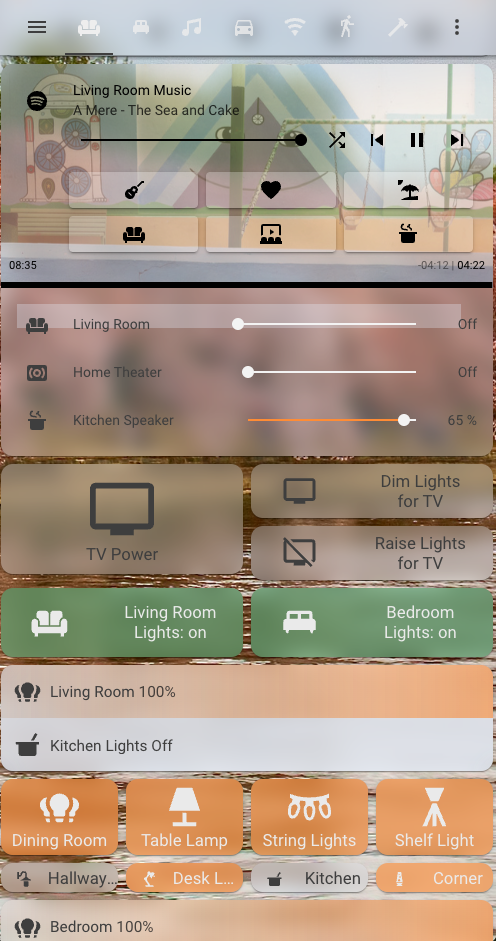 Living Room Music
A Mere - The Sea and Cake
08:35
-04:12 | 04:22
Living Room
Off
Home Theater
Off
Kitchen Speaker
65 %
TV Power
Dim Lights
for TV
Raise Lights
for TV
Living Room
Lights: on
Bedroom
Lights: on
Living Room 100%
Kitchen Lights Off
Dining Room
Table Lamp
String Lights
Shelf Light
Hallway...
Desk L...
Kitchen
Corner
Bedroom 100%